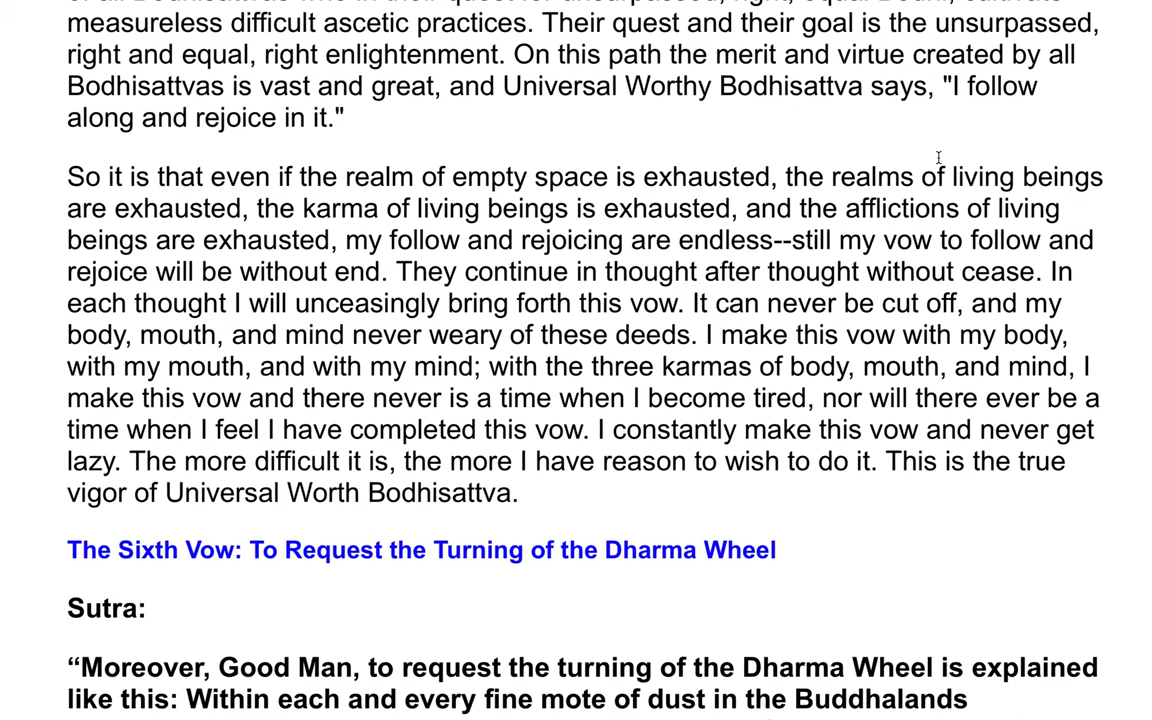 measureless difficult ascetic practices. Their quest and their goal is the unsurpassed,
right and equal, right enlightenment. On this path the merit and virtue created by all
Bodhisattvas is vast and great, and Universal Worthy Bodhisattva says, "I follow
along and rejoice in it."
So it is that even if the realm of empty space is exhausted, the realms of living beings
are exhausted, the karma of living beings is exhausted, and the afflictions of living
beings are exhausted, my follow and rejoicing are endless--still my vow to follow and
rejoice will be without end. They continue in thought after thought without cease. In
each thought I will unceasingly bring forth this vow. It can never be cut off, and my
body, mouth, and mind never weary of these deeds. I make this vow with my body,
with my mouth, and with my mind; with the three karmas of body, mouth, and mind, I
make this vow and there never is a time when I become tired, nor will there ever be a
time when I feel I have completed this vow. I constantly make this vow and never get
lazy. The more difficult it is, the more I have reason to wish to do it. This is the true
vigor of Universal Worth Bodhisattva.
The Sixth Vow: To Request the Turning of the Dharma Wheel
Sutra:
“Moreover, Good Man, to request the turning of the Dharma Wheel is explained
like this: Within each and every fine mote of dust in the Buddhalands